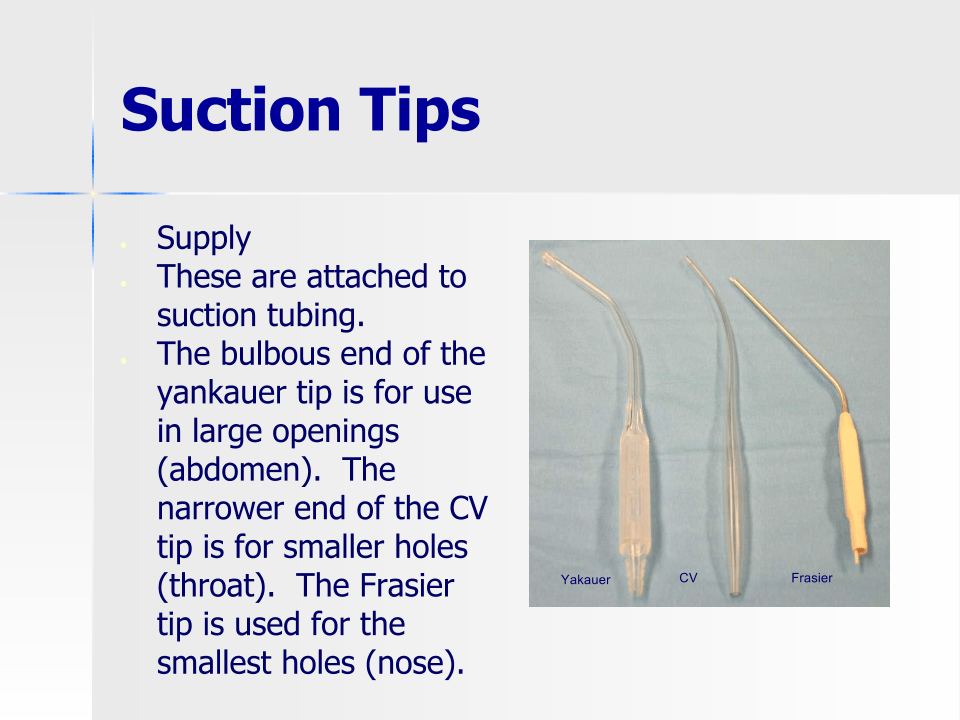 Suction Tips
Supply
These are attached to
suction tubing.
The bulbous end of the
yankauer tip is for use
in large openings
(abdomen).  The
narrower end of the CV
tip is for smaller holes
(throat).  The Frasier
tip is used for the
smallest holes (nose).
Yakauer CV Frasier